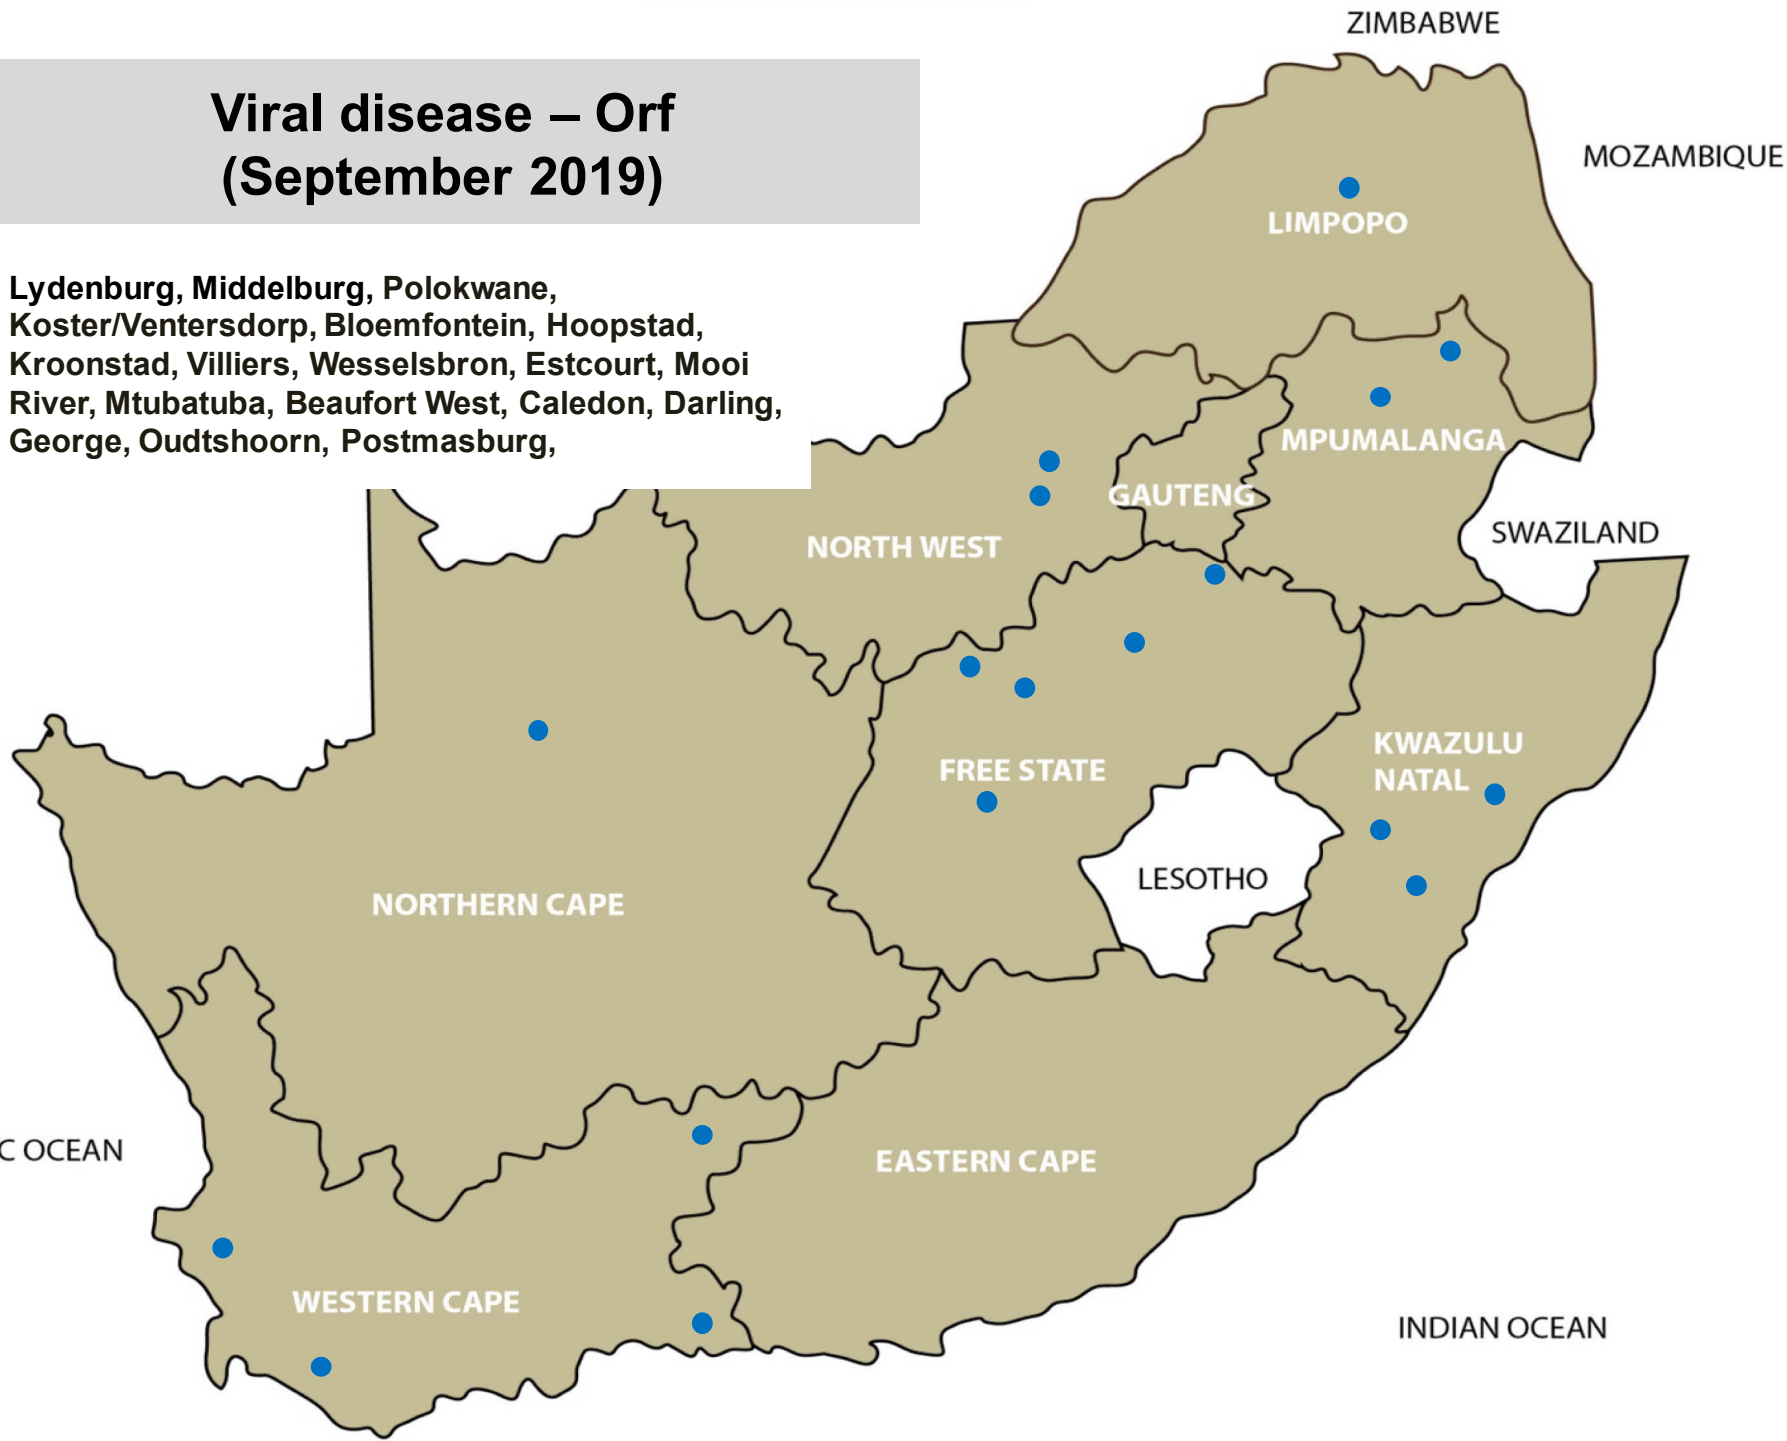 ZIMBABWE
Viral disease – Orf
(September 2019)
MOZAMBIQUE
LIMPOPO
Lydenburg, Middelburg, Polokwane,
Koster/Ventersdorp, Bloemfontein, Hoopstad,
Kroonstad, Villiers, Wesselsbron, Estcourt, Mooi
River, Mtubatuba, Beaufort West, Caledon, Darling,
George, Oudtshoorn, Postmasburg,
MPUMALANGA
GAUTENG
SWAZILAND
NORTH WEST
KWAZULU
NATAL
FREE STATE
LESOTHO
NORTHERN CAPE
C OCEAN
EASTERN CAPE
WESTERN CAPE
INDIAN OCEAN